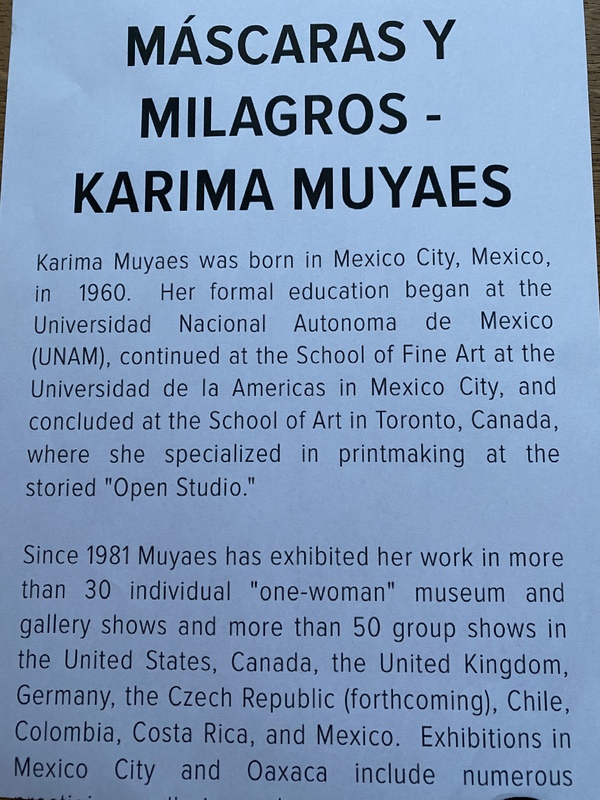 MÁSCARAS Y
MILAGROS -
KARIMA MUYAES
Karima Muyaes was born in Mexico City, Mexico,
in 1960. Her formal education began at the
Universidad Nacional Autonoma de Mexico
(UNAM), continued at the School of Fine Art at the
Universidad de la Americas in Mexico City, and
concluded at the School of Art in Toronto, Canada,
where she specialized in printmaking at the
storied "Open Studio."
Since 1981 Muyaes has exhibited her work in more
than 30 individual "one-woman" museum and
gallery shows and more than 50 group shows in
the United States, Canada, the United Kingdom,
Germany, the Czech Republic (forthcoming), Chile,
Colombia, Costa Rica, and Mexico. Exhibitions in
Mexico City and Oaxaca include numerous